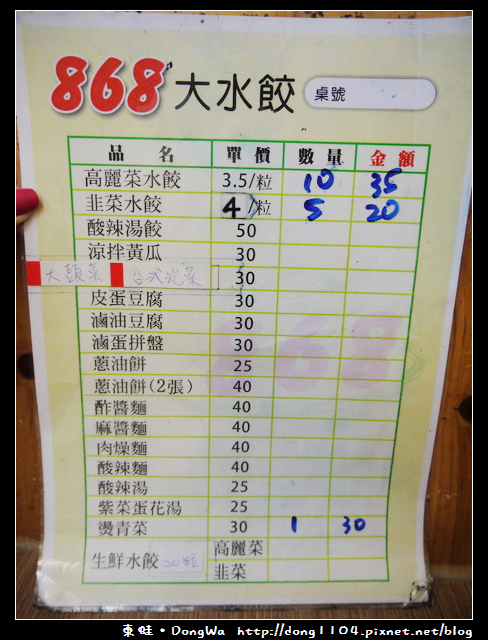 868 大水餃 桌號
品名 單價 數量 金額
高麗菜水餃 3.5/粒 10 35
韭菜水餃 4/粒 5 20
酸辣湯餃 50
涼拌黃瓜 30
大頭菜 台式泡菜 30
皮蛋豆腐 30
滷油豆腐 30
滷蛋拼盤 30
蔥油餅 25
蔥油餅(2張) 40
酢醬麵 40
麻醬麵 40
肉燥麵 40
酸辣麵 40
酸辣湯 25
紫菜蛋花湯 25
燙青菜 30 1 30
生鮮水餃 高麗菜
韭菜
東蛙·DongWa http://dong1104.pixnet.net/blog